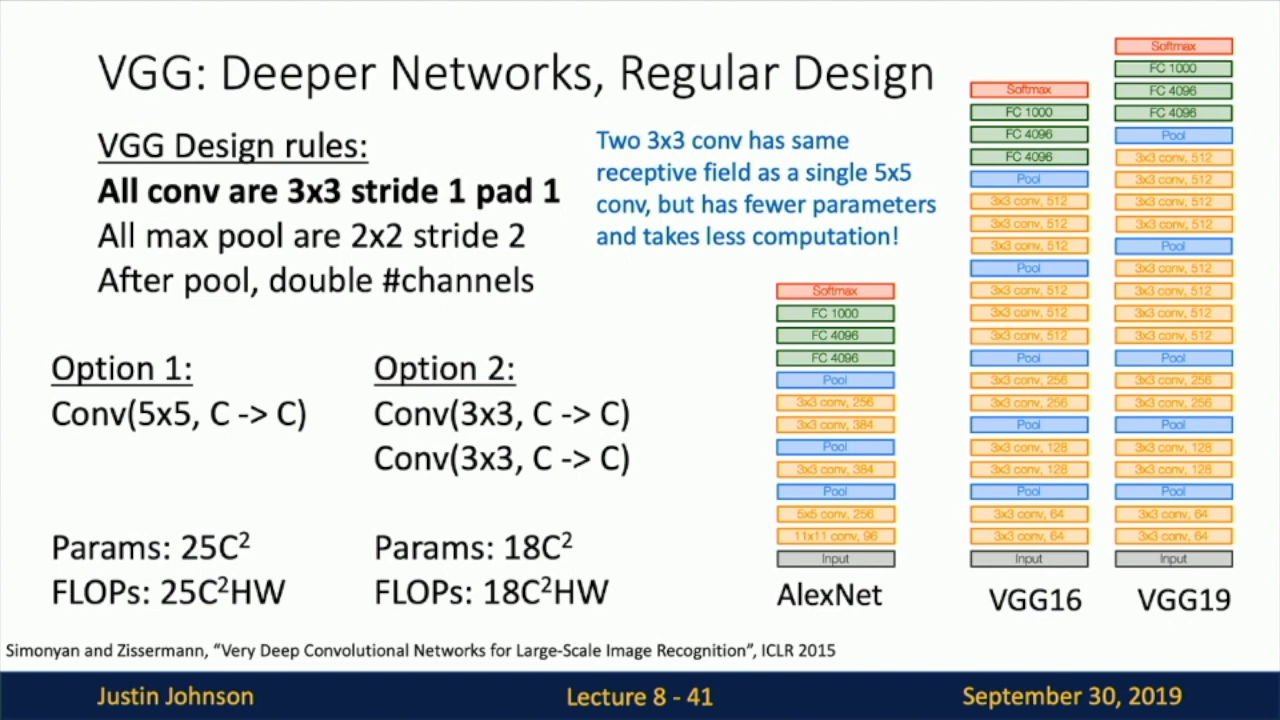 VGG: Deeper Networks, Regular Design
VGG Design rules:
All conv are 3x3 stride 1 pad 1
All max pool are 2x2 stride 2
After pool, double #channels
Two 3x3 conv has same
receptive field as a single 5x5
conv, but has fewer parameters
and takes less computation!
Option 1:
Conv(5x5, C -> C)
Params: 25C²
FLOPs: 25C²HW
Option 2:
Conv(3x3, C -> C)
Conv(3x3, C -> C)
Params: 18C²
FLOPs: 18C²HW
Softmax
FC 1000
FC 4096
FC 4096
Pool
3x3 conv, 256
3x3 conv, 384
Pool
3x3 conv, 384
Pool
5x5 conv, 256
11x11 conv, 96
Input
AlexNet
Softmax
FC 1000
FC 4096
FC 4096
Pool
3x3 conv, 512
3x3 conv, 512
3x3 conv, 512
Pool
3x3 conv, 512
3x3 conv, 512
3x3 conv, 512
Pool
3x3 conv, 256
3x3 conv, 256
Pool
3x3 conv, 128
3x3 conv, 128
Pool
3x3 conv, 64
3x3 conv, 64
Input
VGG16
Softmax
FC 1000
FC 4096
FC 4096
Pool
3x3 conv, 512
3x3 conv, 512
3x3 conv, 512
3x3 conv, 512
Pool
3x3 conv, 512
3x3 conv, 512
3x3 conv, 512
3x3 conv, 512
Pool
3x3 conv, 256
3x3 conv, 256
Pool
3x3 conv, 128
3x3 conv, 128
Pool
3x3 conv, 64
3x3 conv, 64
Input
VGG19
Simonyan and Zissermann, “Very Deep Convolutional Networks for Large-Scale Image Recognition”, ICLR 2015
Justin Johnson
Lecture 8 - 41
September 30, 2019